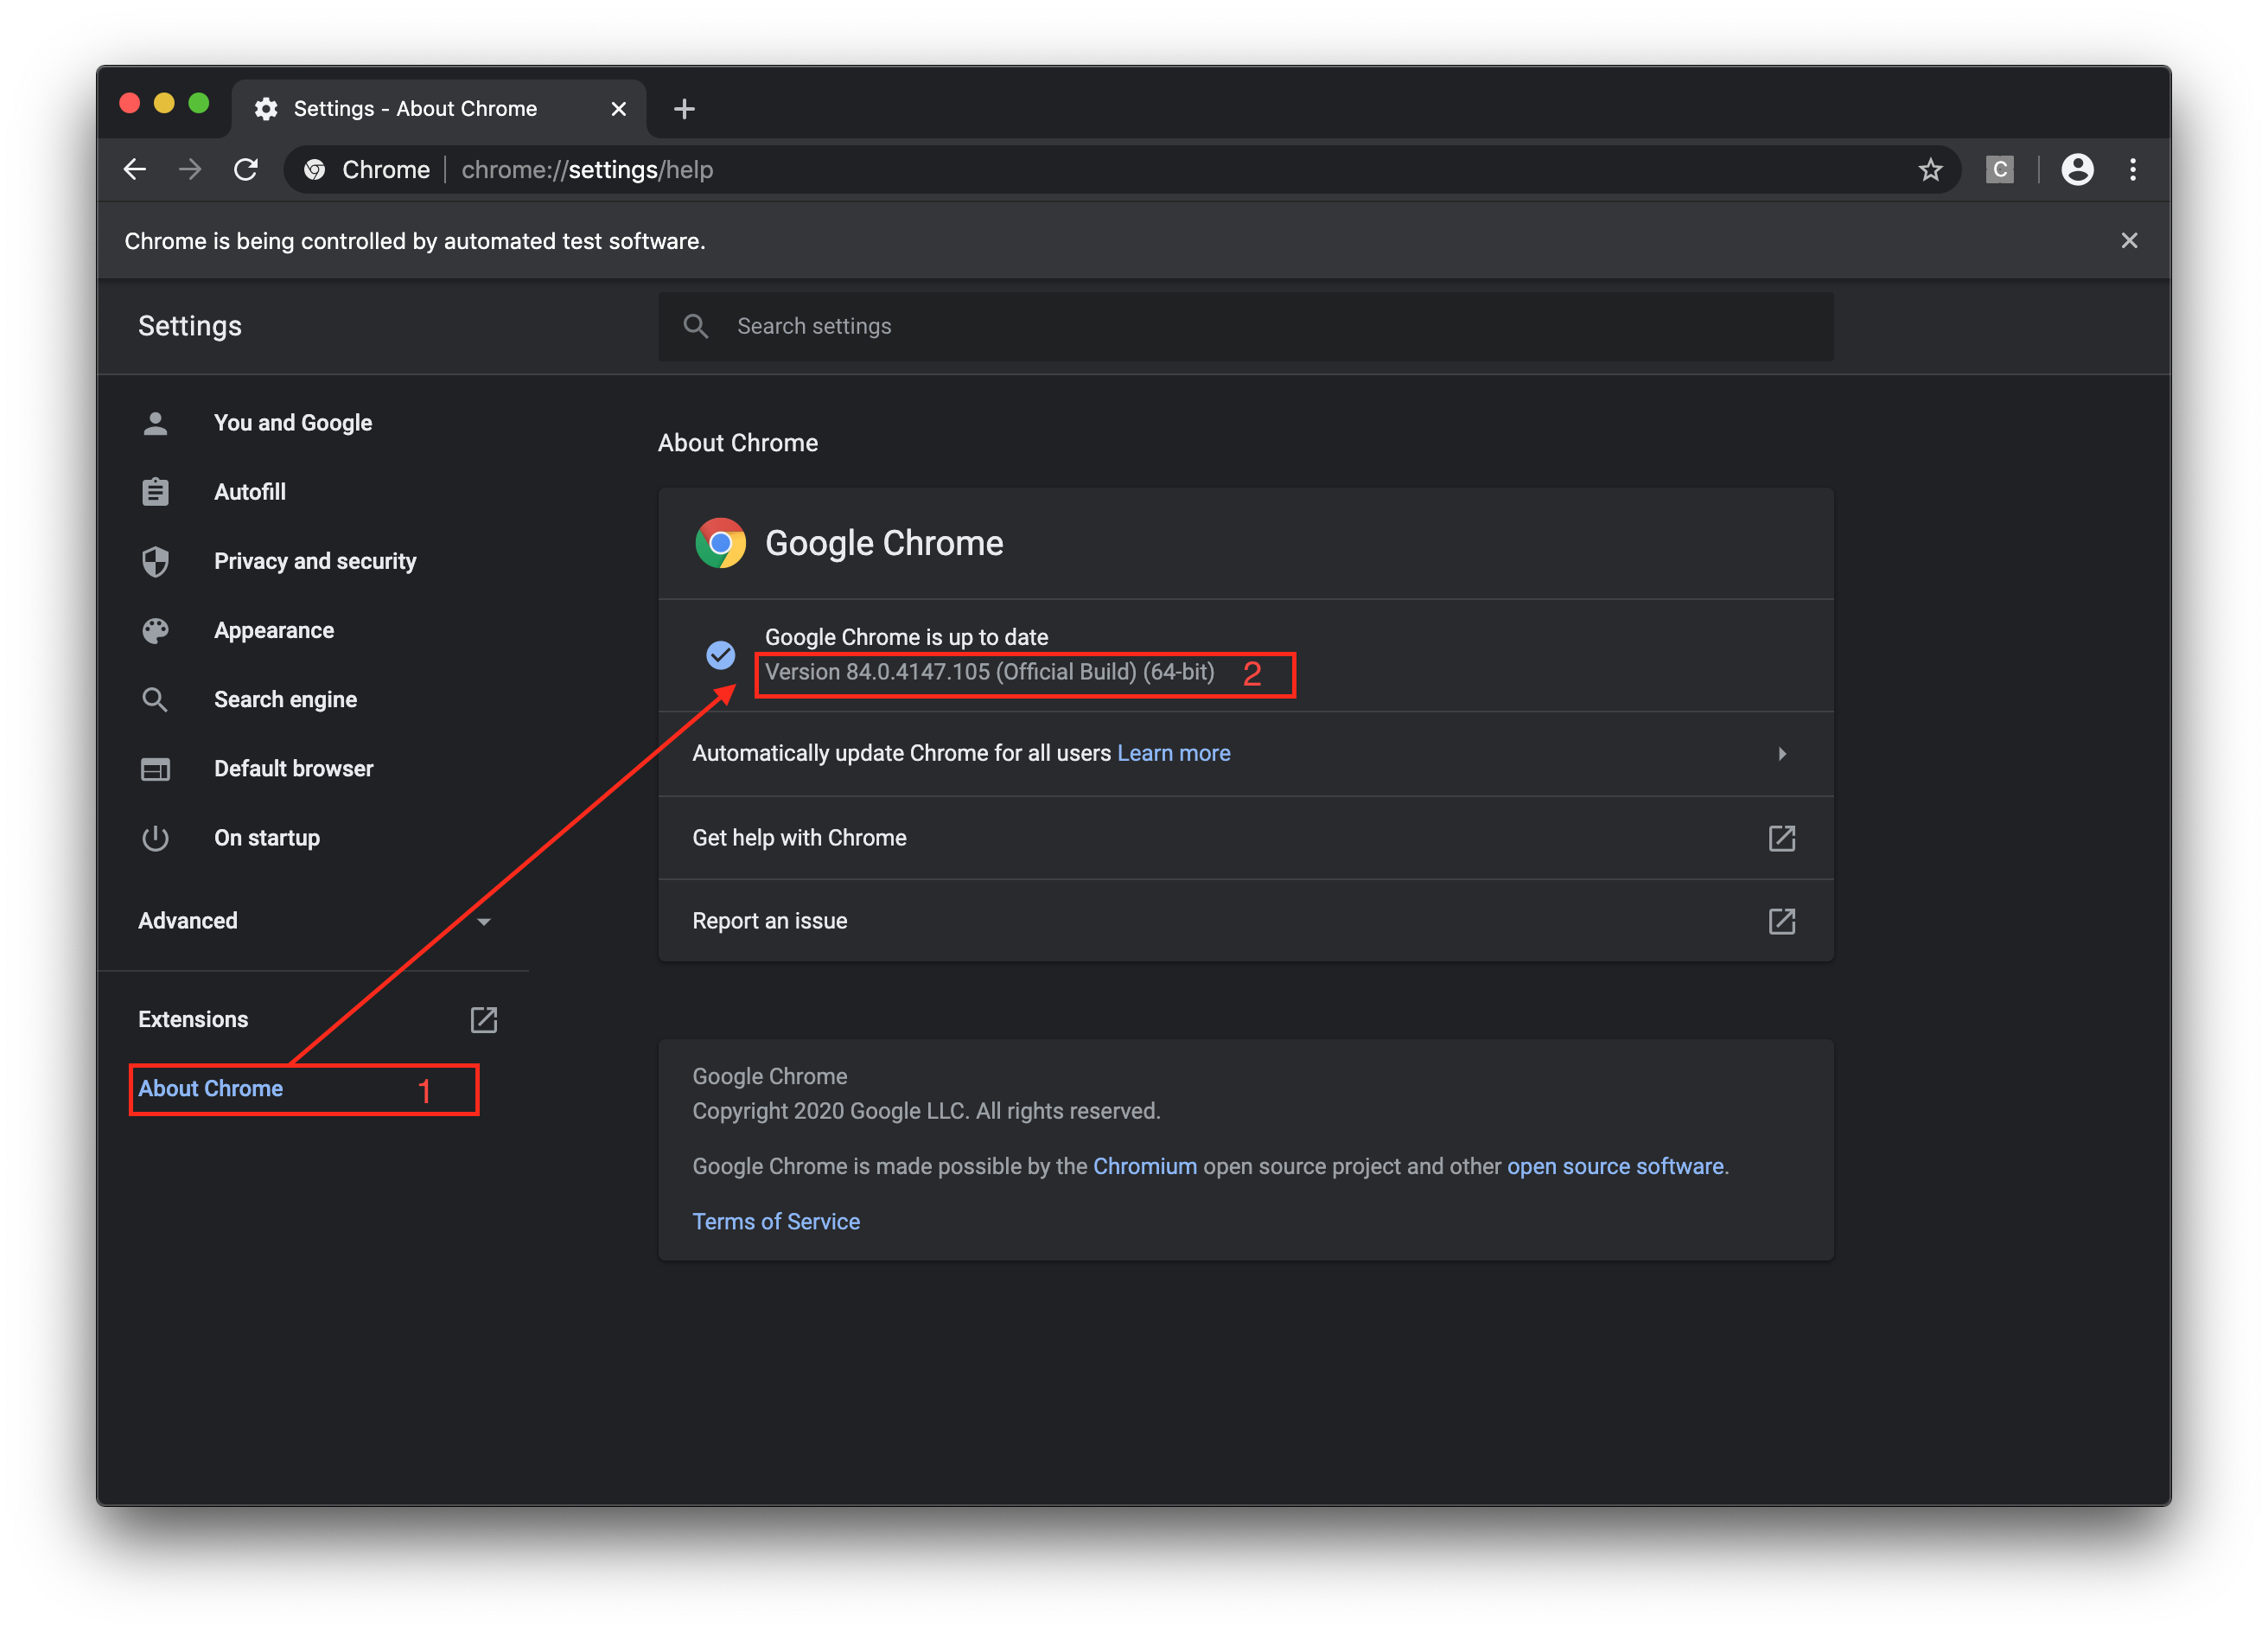 Settings - About Chrome
Chrome | chrome://settings/help
C
Chrome is being controlled by automated test software.
Settings
Search settings
You and Google
Autofill
Privacy and security
Appearance
Search engine
Default browser
On startup
Advanced
Extensions
About Chrome 1
About Chrome
Google Chrome
Google Chrome is up to date
Version 84.0.4147.105 (Official Build) (64-bit) 2
Automatically update Chrome for all users Learn more
Get help with Chrome
Report an issue
Google Chrome
Copyright 2020 Google LLC. All rights reserved.
Google Chrome is made possible by the Chromium open source project and other open source software.
Terms of Service